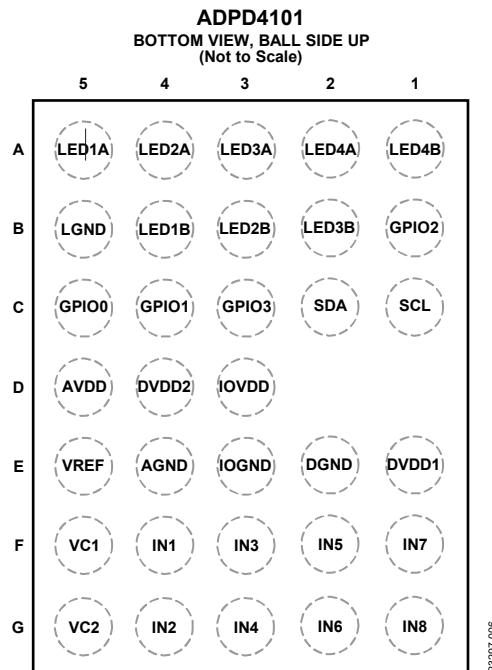 ADPD4101
BOTTOM VIEW, BALL SIDE UP
(Not to Scale)
5 4 3 2 1
A LED1A LED2A LED3A LED4A LED4B
B LGND LED1B LED2B LED3B GPIO2
C GPIO0 GPIO1 GPIO3 SDA SCL
D AVDD DVDD2 IOVDD
E VREF AGND IOGND DGND DVDD1
F VC1 IN1 IN3 IN5 IN7
G VC2 IN2 IN4 IN6 IN8